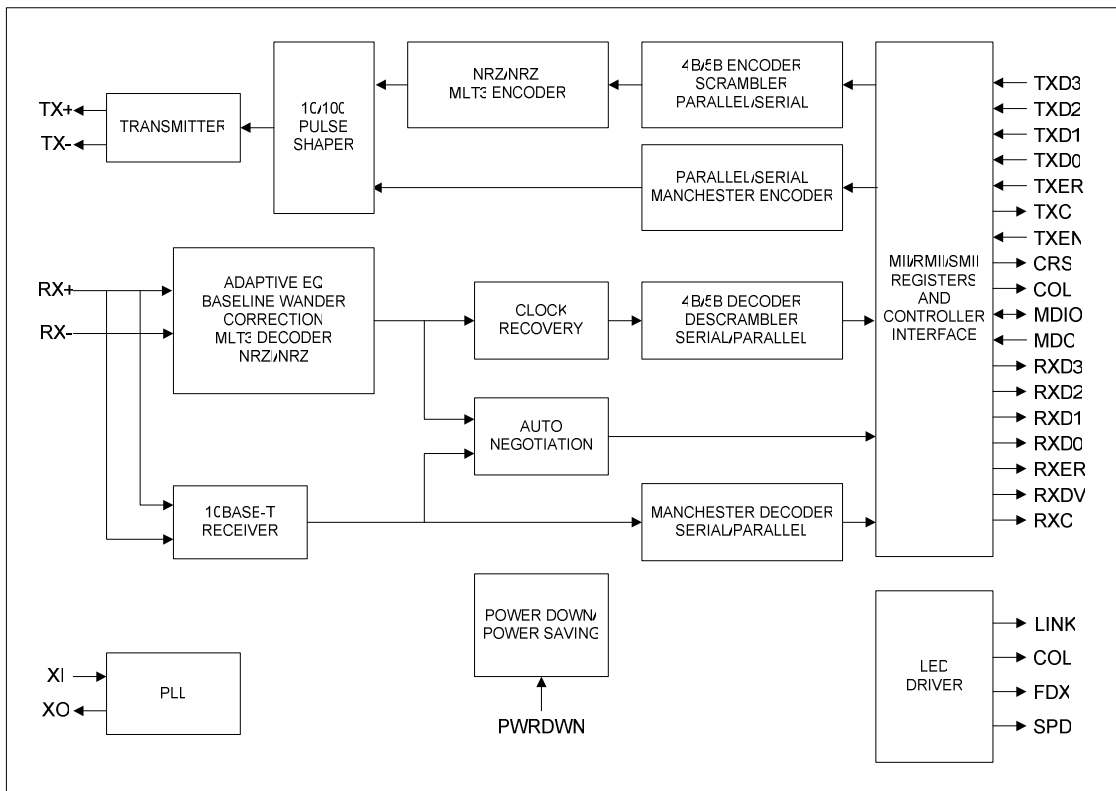 TX+
TX-
TRANSMITTER
10/100
PULSE
SHAPER
NRZ/NRZ
MLT3 ENCODER
4B/5B ENCODER
SCRAMBLER
PARALLEL/SERIAL
PARALLEL/SERIAL
MANCHESTER ENCODER
RX+
RX-
ADAPTIVE EQ
BASELINE WANDER
CORRECTION
MLT3 DECODER
NRZ/NRZ
CLOCK
RECOVERY
4B/5B DECODER
DESCRAMBLER
SERIAL/PARALLEL
AUTO
NEGOTIATION
10BASE-T
RECEIVER
MANCHESTER DECODER
SERIAL/PARALLEL
MII/RMII/SMII
REGISTERS
AND
CONTROLLER
INTERFACE
TXD3
TXD2
TXD1
TXD0
TXER
TXC
TXEN
CRS
COL
MDIO
MDC
RXD3
RXD2
RXD1
RXD0
RXER
RXDV
RXC
POWER DOWN/
POWER SAVING
PWRDWN
XI
XO
PLL
LED
DRIVER
LINK
COL
FDX
SPD